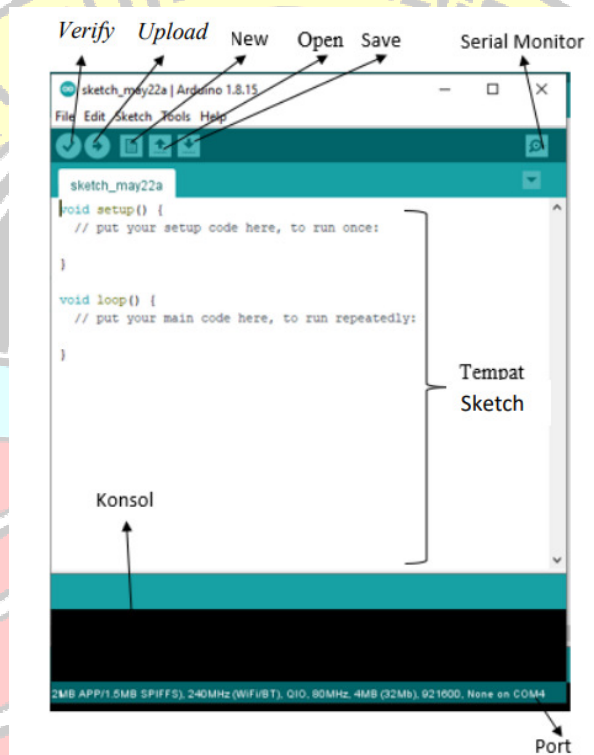 Verify Upload New Open Save Serial Monitor
sketch_may22a | Arduino 1.8.15
File Edit Sketch Tools Help
sketch_may22a
void setup() {
// put your setup code here, to run once:
}
void loop() {
// put your main code here, to run repeatedly:
}
Tempat
Sketch
Konsol
2MB APP/1.5MB SPIFFS), 240MHz (WiFi/BT), QIO, 80MHz, 4MB (32Mb), 921600, None on COM4
Port